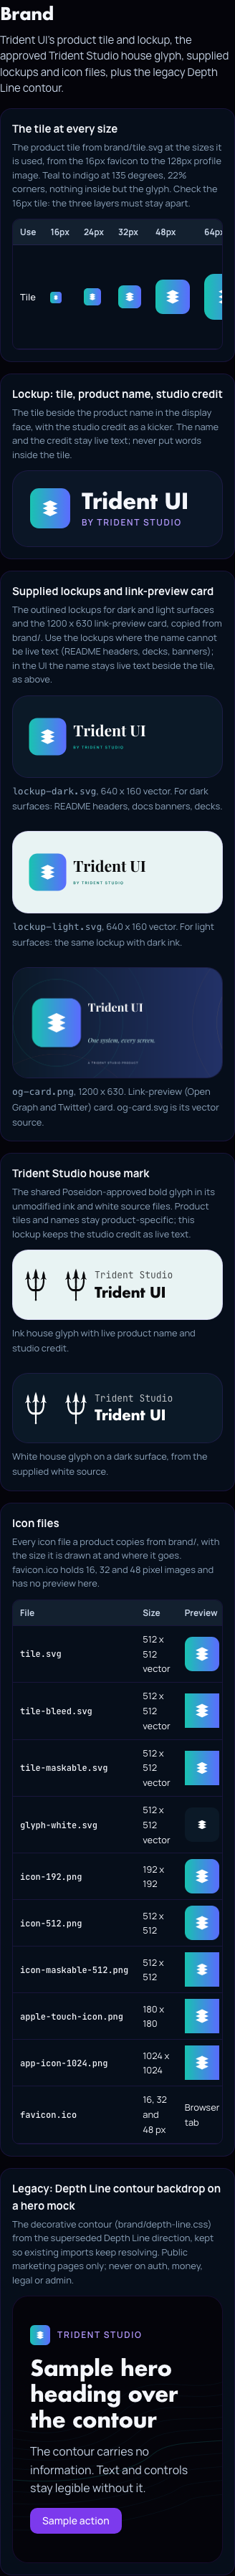 Brand
Trident UI's product tile and lockup, the
approved Trident Studio house glyph, supplied
lockups and icon files, plus the legacy Depth
Line contour.
The tile at every size
The product tile from brand/tile.svg at the sizes it
is used, from the 16px favicon to the 128px profile
image. Teal to indigo at 135 degrees, 22%
corners, nothing inside but the glyph. Check the
16px tile: the three layers must stay apart.
Use 16px 24px 32px 48px 64px
Tile
Lockup: tile, product name, studio credit
The tile beside the product name in the display
face, with the studio credit as a kicker. The name
and the credit stay live text; never put words
inside the tile.
Trident UI
BY TRIDENT STUDIO
Supplied lockups and link-preview card
The outlined lockups for dark and light surfaces
and the 1200 x 630 link-preview card, copied from
brand/. Use the lockups where the name cannot
be live text (README headers, decks, banners);
in the UI the name stays live text beside the tile,
as above.
Trident UI
BY TRIDENT STUDIO
lockup-dark.svg, 640 x 160 vector. For dark
surfaces: README headers, docs banners, decks.
Trident UI
BY TRIDENT STUDIO
lockup-light.svg, 640 x 160 vector. For light
surfaces: the same lockup with dark ink.
Trident UI
One system, every screen.
A TRIDENT STUDIO PRODUCT
og-card.png, 1200 x 630. Link-preview (Open
Graph and Twitter) card. og-card.svg is its vector
source.
Trident Studio house mark
The shared Poseidon-approved bold glyph in its
unmodified ink and white source files. Product
tiles and names stay product-specific; this
lockup keeps the studio credit as live text.
Trident Studio
Trident UI
Ink house glyph with live product name and
studio credit.
Trident Studio
Trident UI
White house glyph on a dark surface, from the
supplied white source.
Icon files
Every icon file a product copies from brand/, with
the size it is drawn at and where it goes.
favicon.ico holds 16, 32 and 48 pixel images and
has no preview here.
File Size Preview
tile.svg 512 x 512 vector
tile-bleed.svg 512 x 512 vector
tile-maskable.svg 512 x 512 vector
glyph-white.svg 512 x 512 vector
icon-192.png 192 x 192
icon-512.png 512 x 512
icon-maskable-512.png 512 x 512
apple-touch-icon.png 180 x 180
app-icon-1024.png 1024 x 1024
favicon.ico 16, 32 and 48 px Browser tab
Legacy: Depth Line contour backdrop on
a hero mock
The decorative contour (brand/depth-line.css)
from the superseded Depth Line direction, kept
so existing imports keep resolving. Public
marketing pages only; never on auth, money,
legal or admin.
TRIDENT STUDIO
Sample hero
heading over
the contour
The contour carries no
information. Text and controls
stay legible without it.
Sample action